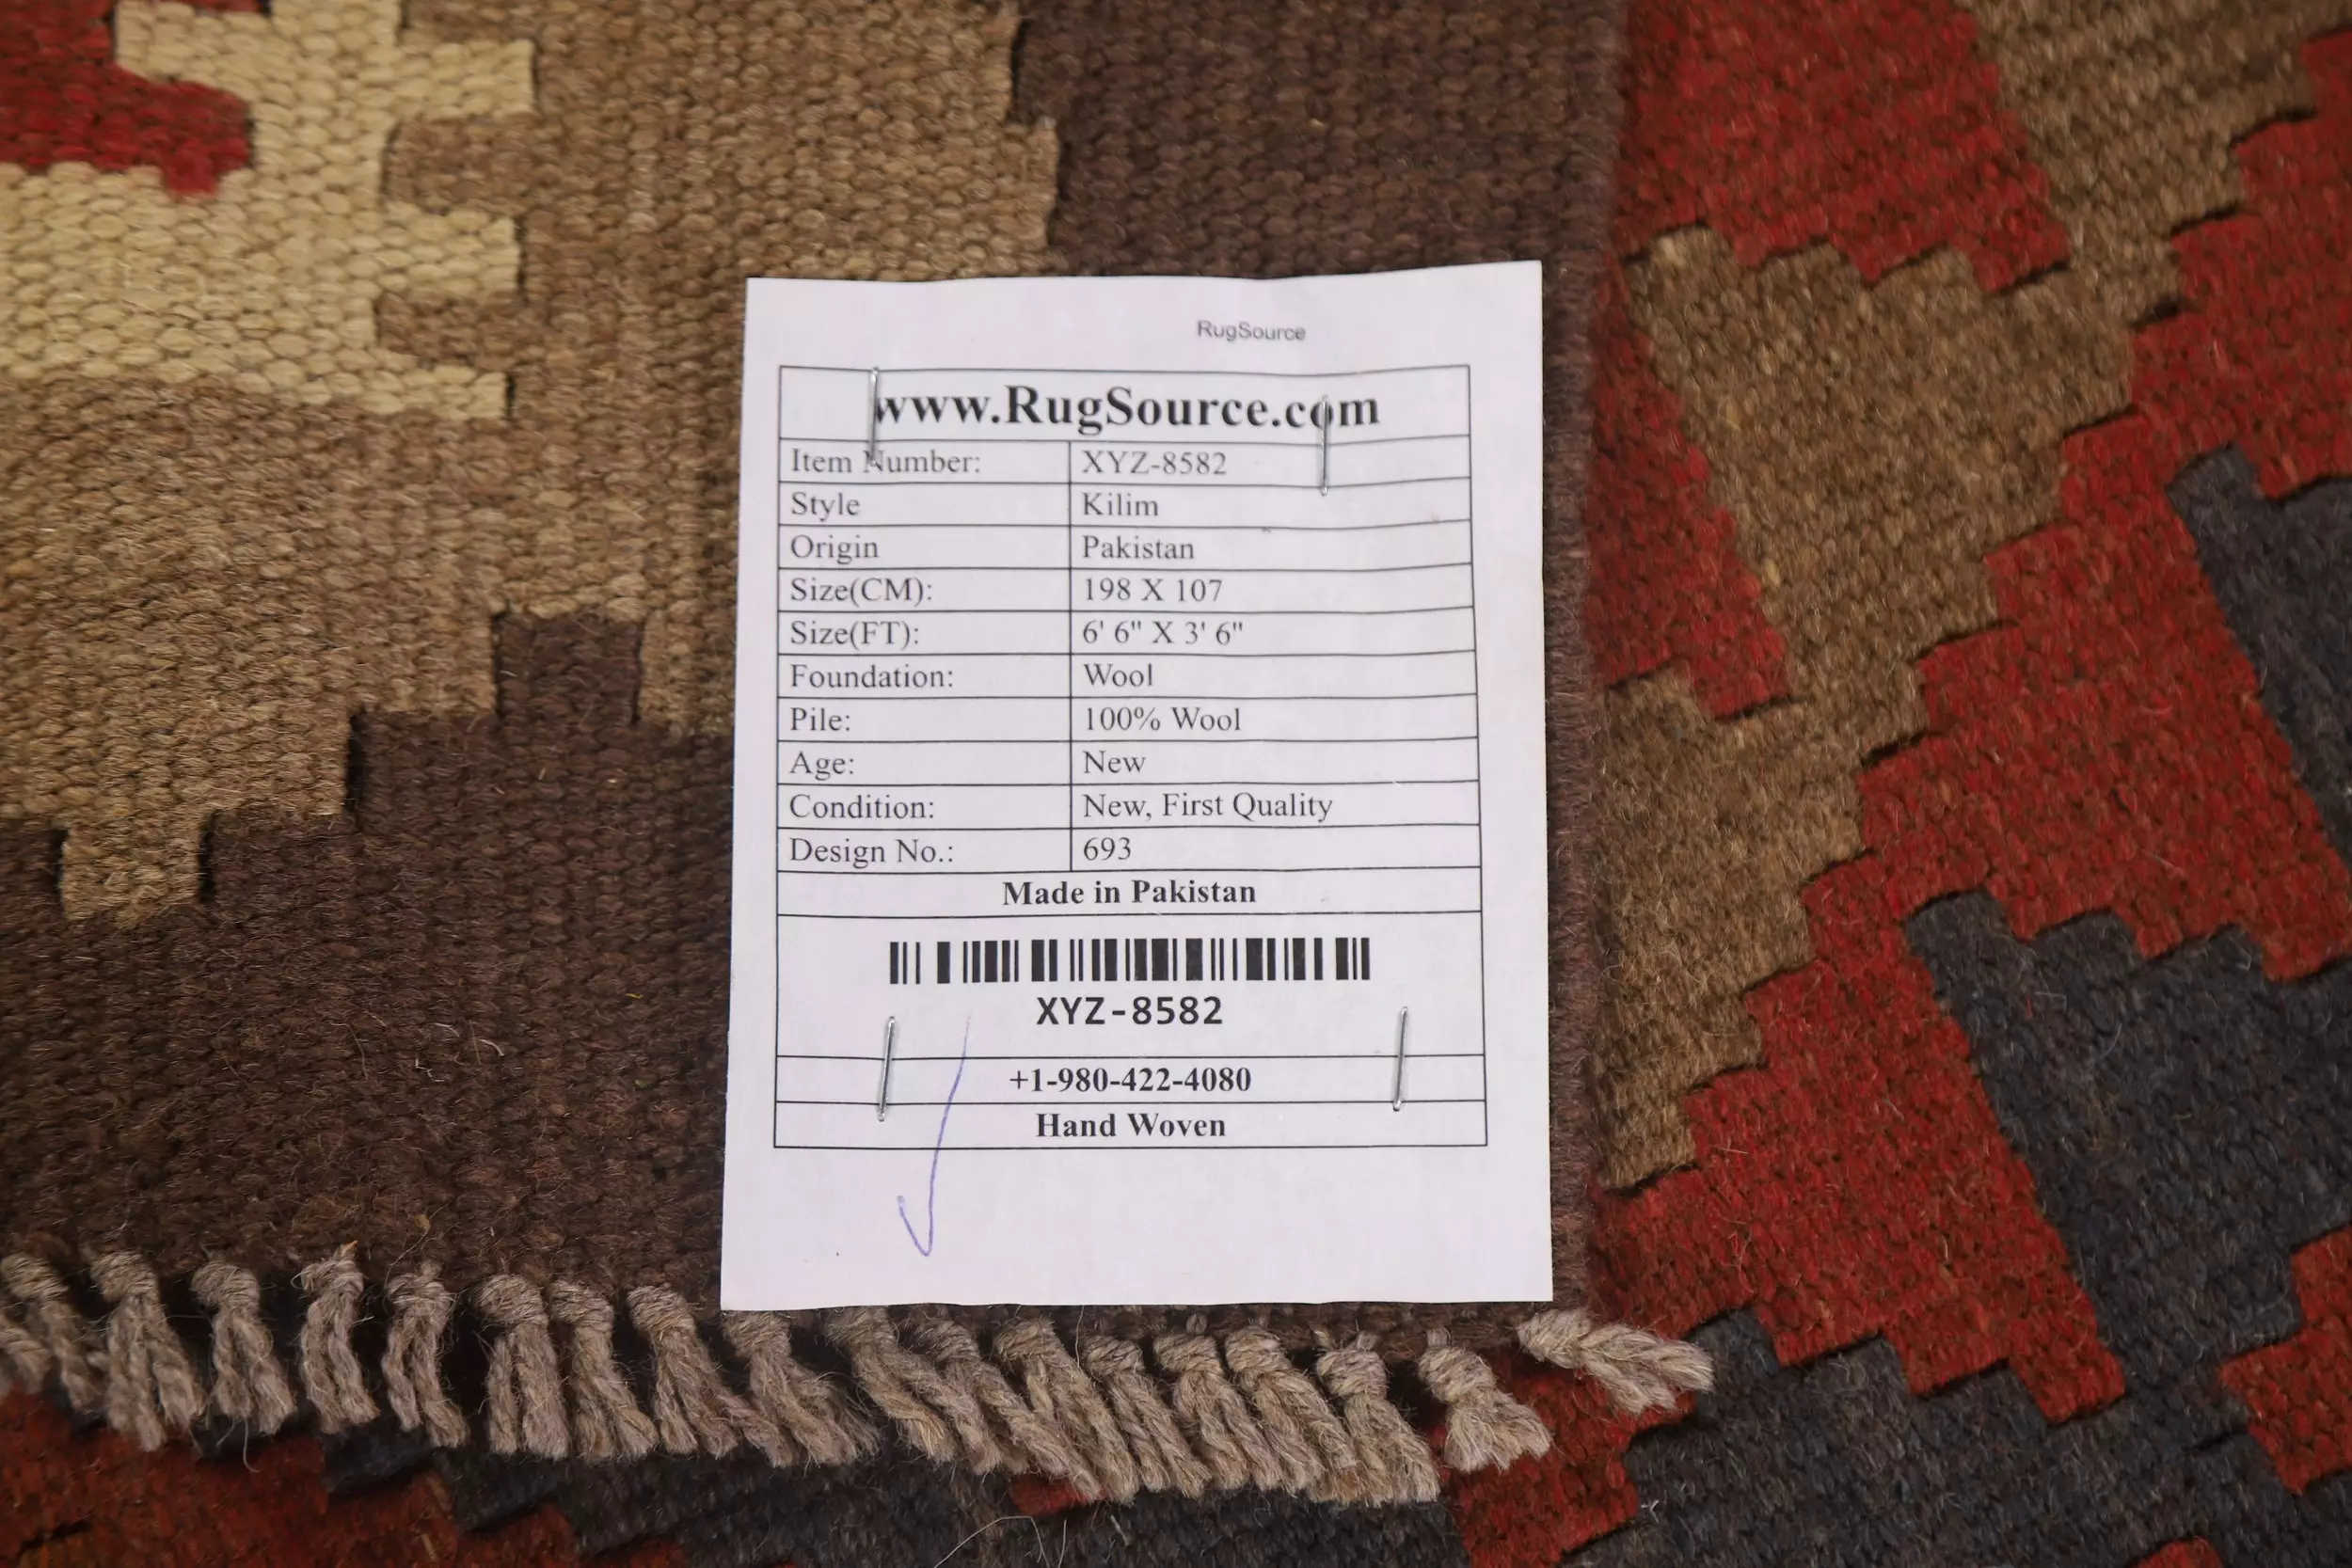 RugSource
www.RugSource.com
Item Number: XYZ-8582
Style Kilim
Origin Pakistan
Size(CM): 198 X 107
Size(FT): 6' 6" X 3' 6"
Foundation: Wool
Pile: 100% Wool
Age: New
Condition: New, First Quality
Design No.: 693
Made in Pakistan
XYZ-8582
+1-980-422-4080
Hand Woven